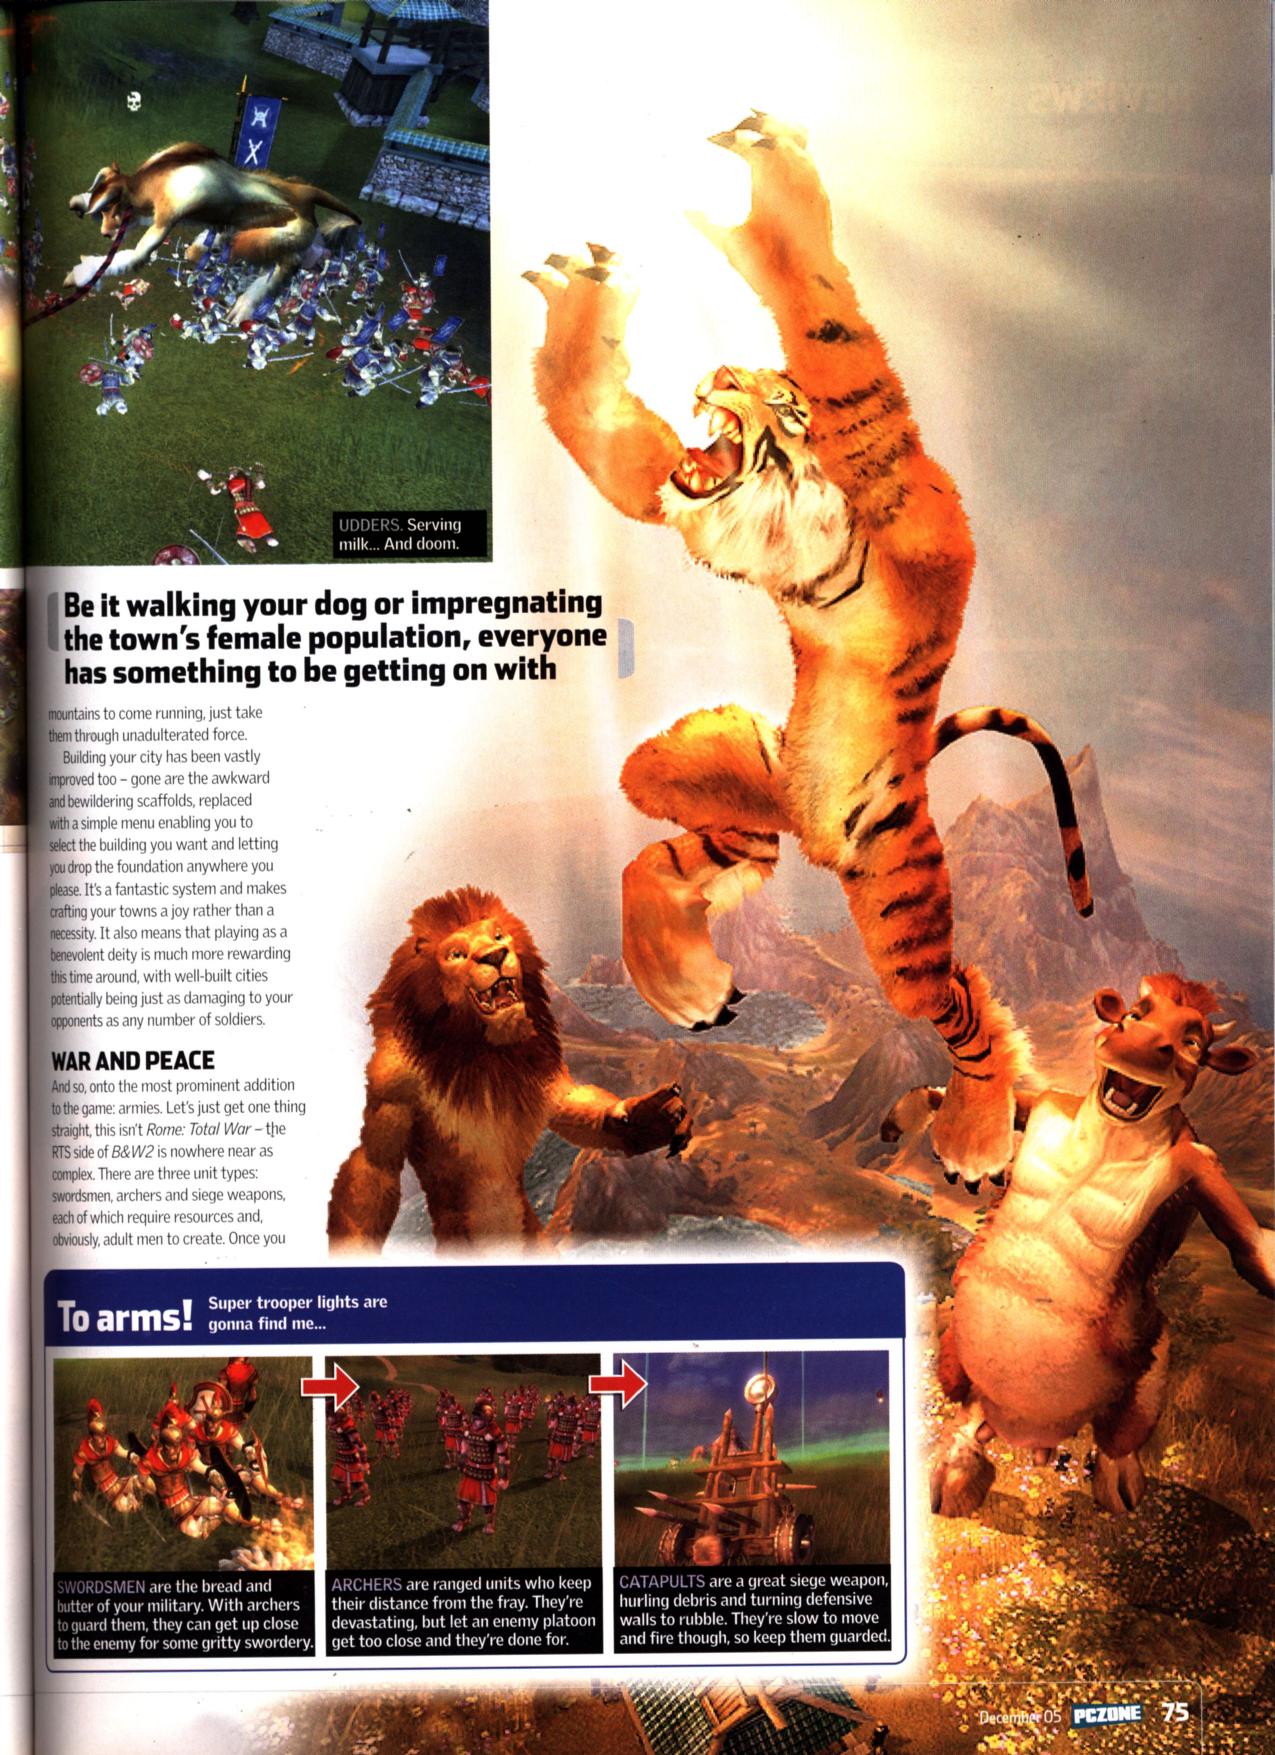 UDDERS. Serving
milk... And doom.
Be it walking your dog or impregnating
the town's female population, everyone
has something to be getting on with
mountains to come running, just take
them through unadulterated force.
Building your city has been vastly
improved too – gone are the awkward
and bewildering scaffolds, replaced
with a simple menu enabling you to
select the building you want and letting
you drop the foundation anywhere you
please. It's a fantastic system and makes
crafting your towns a joy rather than a
necessity. It also means that playing as a
benevolent deity is much more rewarding
this time around, with well-built cities
potentially being just as damaging to your
opponents as any number of soldiers.
WAR AND PEACE
And so, onto the most prominent addition
to the game: armies. Let's just get one thing
straight, this isn't Rome: Total War – the
RTS side of B&W2 is nowhere near as
complex. There are three unit types:
swordsmen, archers and siege weapons,
each of which require resources and,
obviously, adult men to create. Once you
To arms!
Super trooper lights are
gonna find me...
SWORDSMEN are the bread and
butter of your military. With archers
to guard them, they can get up close
to the enemy for some gritty swordery.
ARCHERS are ranged units who keep
their distance from the fray. They're
devastating, but let an enemy platoon
get too close and they're done for.
CATAPULTS are a great siege weapon,
hurling debris and turning defensive
walls to rubble. They're slow to move
and fire though, so keep them guarded.
December 05 PCZONE 75